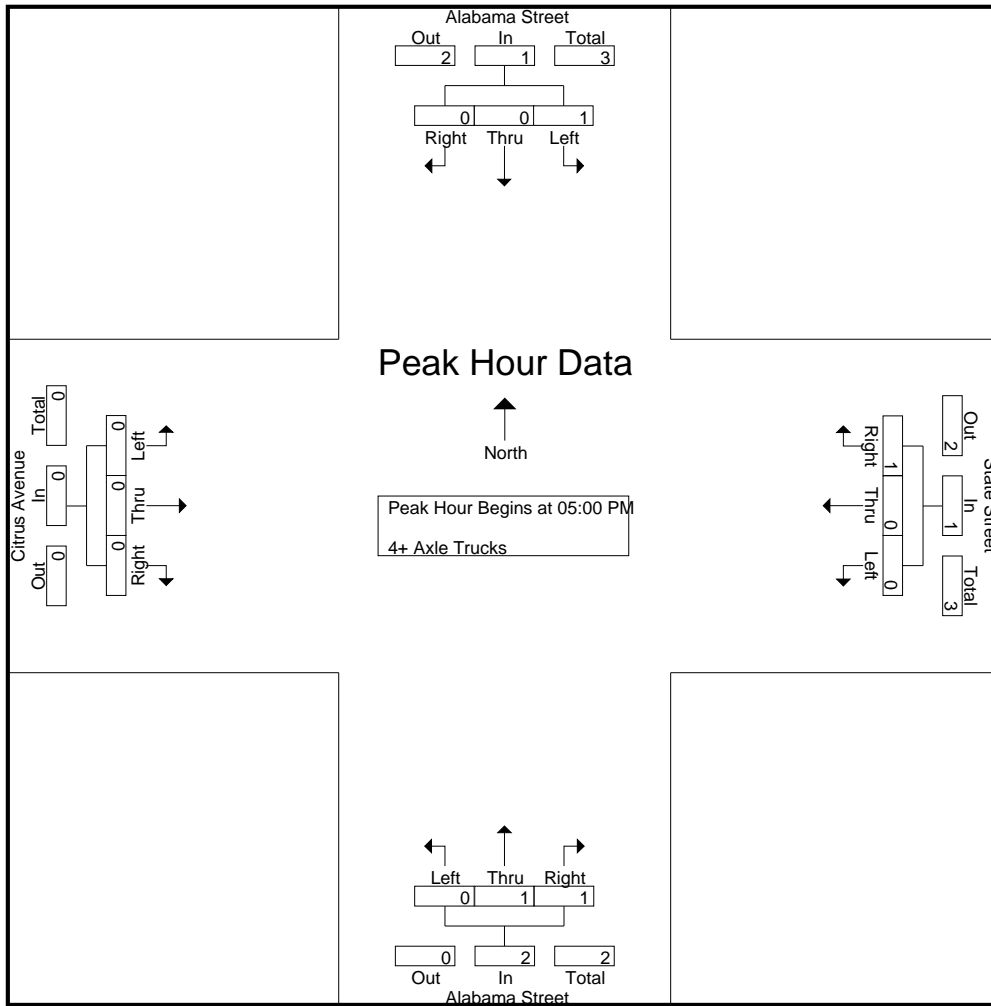 Alabama Street
Out In Total
2 1 3
0 0 1
Right Thru Left
Peak Hour Data
North
Peak Hour Begins at 05:00 PM
4+ Axle Trucks
Citrus Avenue
Out In Total
0 0 0
0 0 0
Left Thru Right
State Street
Out In Total
2 1 3
1 0 0
Right Thru Left
Left Thru Right
0 1 1
0 2 2
Out In Total
Alabama Street